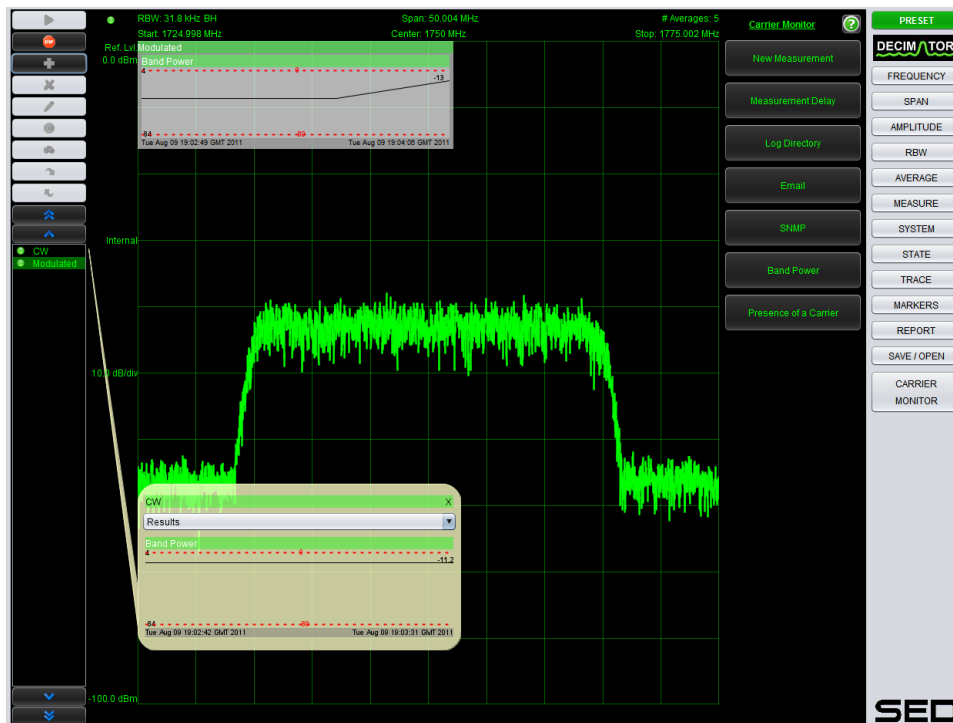 RBW: 31.8 kHz BH
Span: 50.004 MHz
# Averages: 5
Start: 1724.998 MHz
Center: 1750 MHz
Stop: 1775.002 MHz
Carrier Monitor
?
PRESET
STOP
Ref. Lvl.
0.0 dBm
Modulated
Band Power
4
0
-13
-84
-80
Tue Aug 09 19:02:49 GMT 2011
Tue Aug 09 19:04:06 GMT 2011
New Measurement
Measurement Delay
Log Directory
Email
SNMP
Band Power
Presence of a Carrier
DECIMATOR
FREQUENCY
SPAN
AMPLITUDE
RBW
AVERAGE
MEASURE
SYSTEM
STATE
TRACE
MARKERS
REPORT
SAVE / OPEN
CARRIER
MONITOR
CW
Modulated
Internal
10.0 dB/div
CW
X
Results
Band Power
4
0
-11.2
-84
-80
Tue Aug 09 19:02:42 GMT 2011
Tue Aug 09 19:03:31 GMT 2011
-100.0 dBm
SED